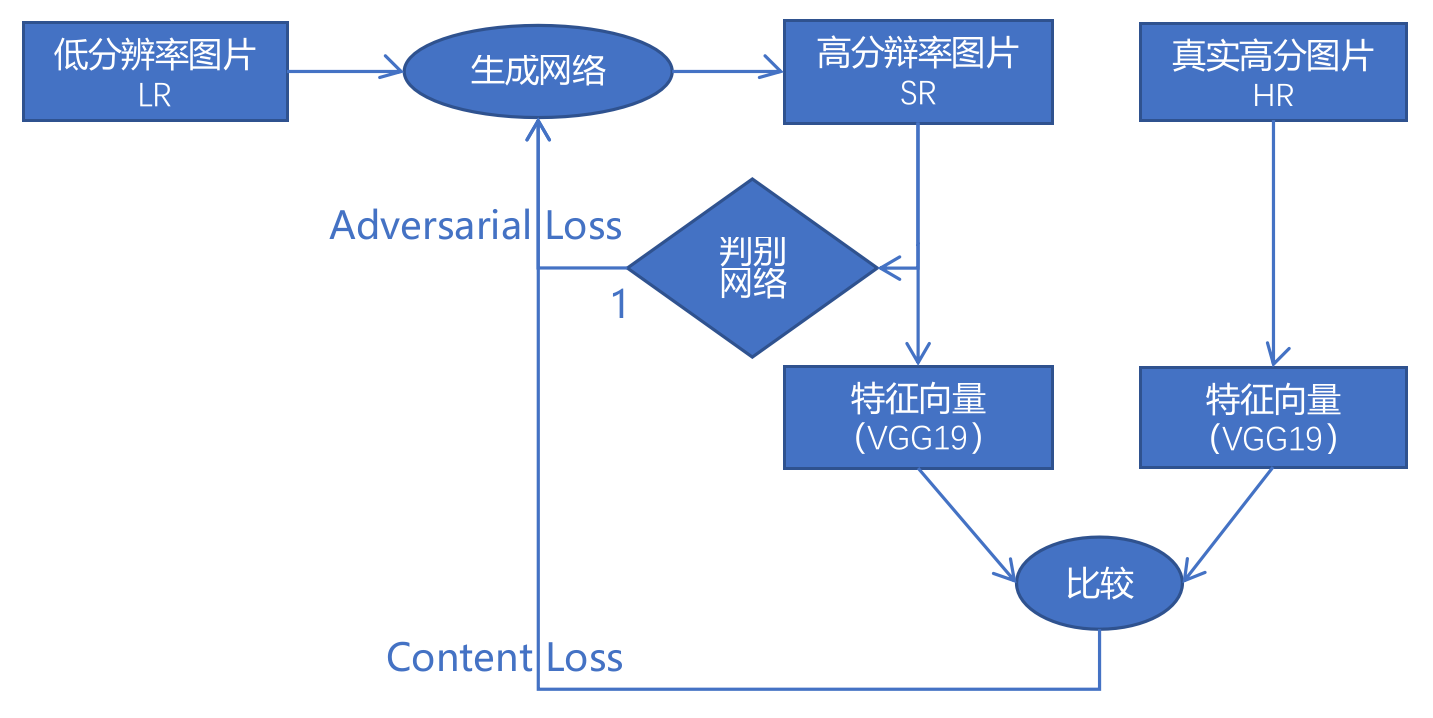 低分辨率图片
LR
生成网络
高分辩率图片
SR
真实高分图片
HR
Adversarial Loss
判别
网络
1
特征向量
(VGG19)
特征向量
(VGG19)
比较
Content Loss